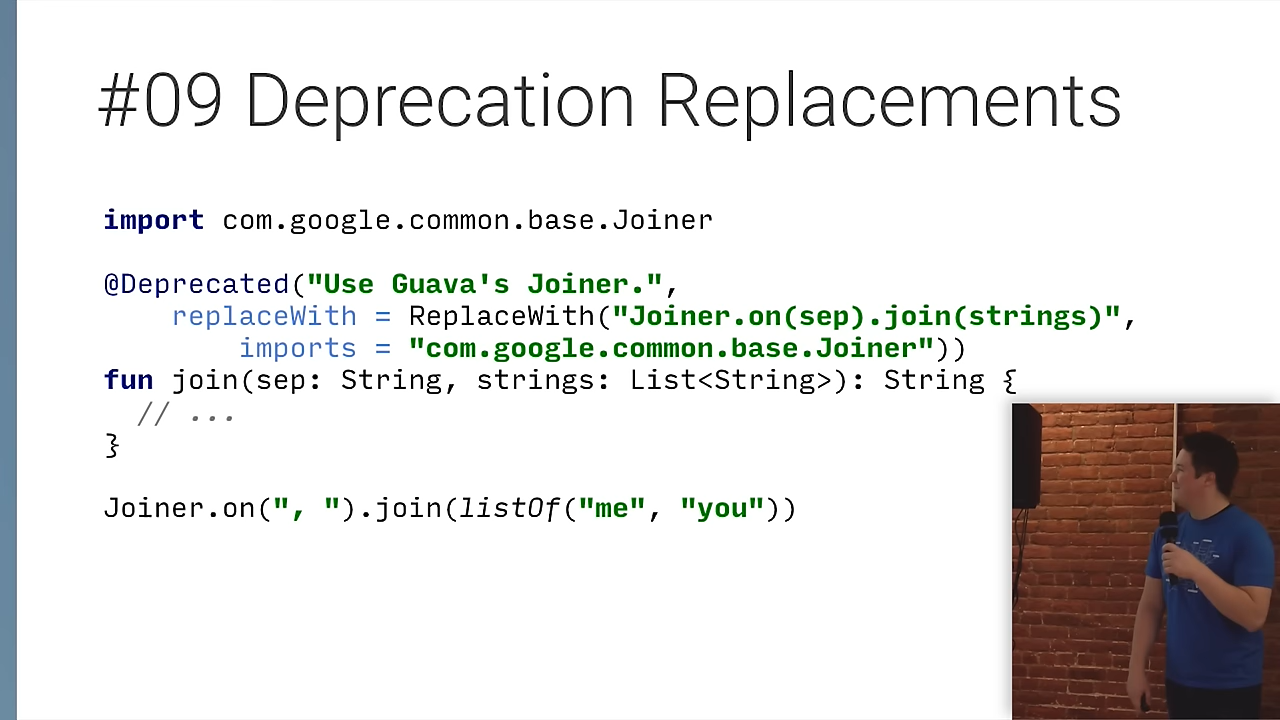 #09 Deprecation Replacements
import com.google.common.base.Joiner
@Deprecated("Use Guava's Joiner.",
replaceWith = ReplaceWith("Joiner.on(sep).join(strings)",
imports = "com.google.common.base.Joiner"))
fun join(sep: String, strings: List<String>): String {
// ...
}
Joiner.on(", ").join(listOf("me", "you"))